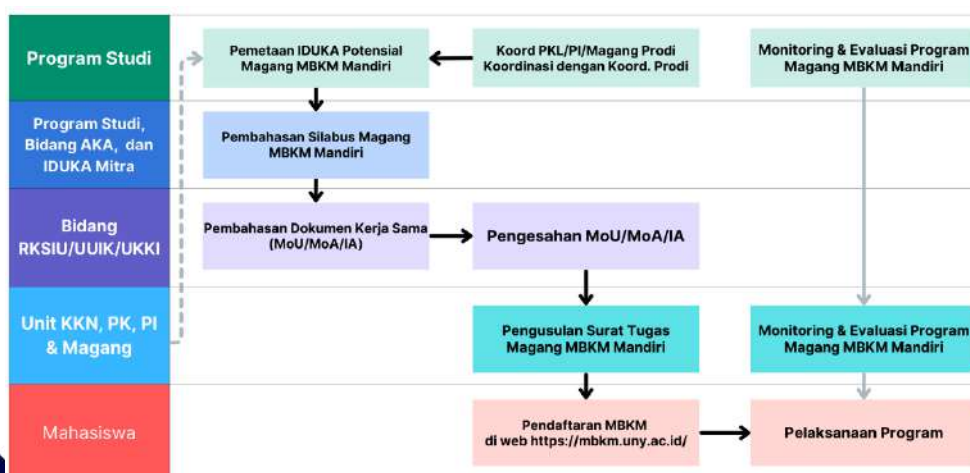 Program Studi
Pemetaan IDUKA Potensial
Magang MBKM Mandiri
Koord PKL/PI/Magang Prodi
Koordinasi dengan Koord. Prodi
Monitoring & Evaluasi Program
Magang MBKM Mandiri
Program Studi,
Bidang AKA, dan
IDUKA Mitra
Pembahasan Silabus Magang
MBKM Mandiri
Bidang
RKSIU/UUIK/UKKI
Pembahasan Dokumen Kerja Sama
(MoU/MoA/IA)
Pengesahan MoU/MoA/IA
Unit KKN, PK, PI
& Magang
Pengusulan Surat Tugas
Magang MBKM Mandiri
Monitoring & Evaluasi Program
Magang MBKM Mandiri
Mahasiswa
Pendaftaran MBKM
di web https://mbkm.uny.ac.id/
Pelaksanaan Program